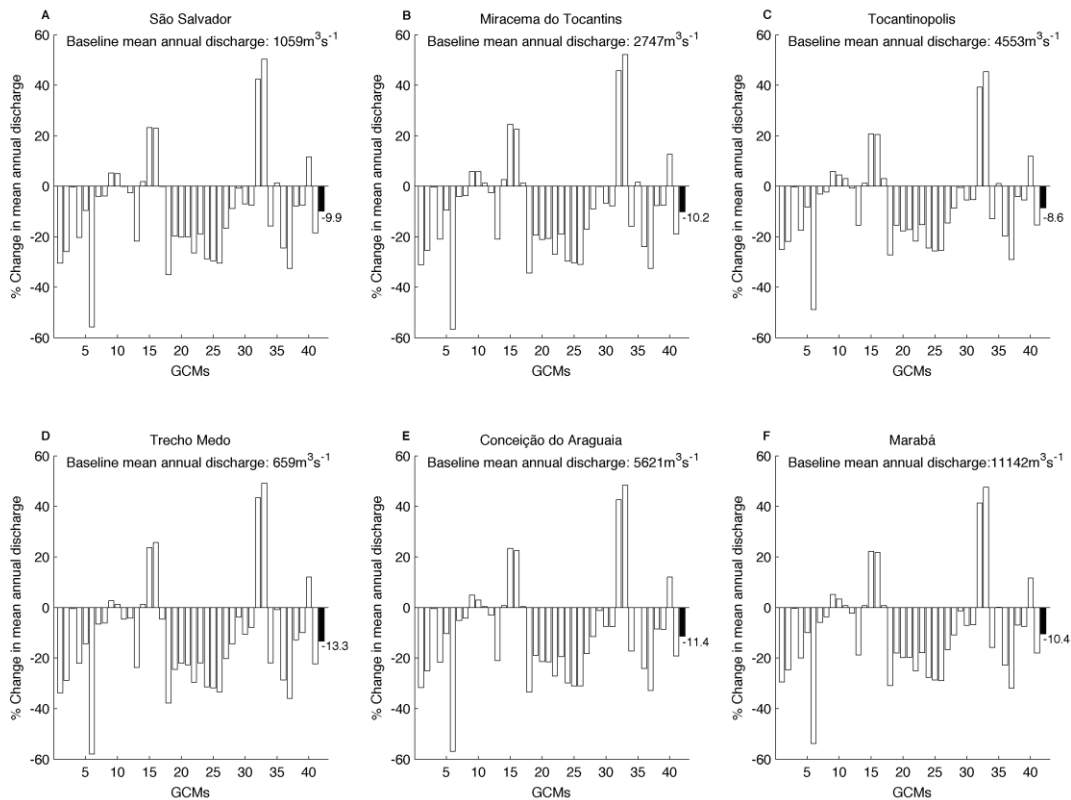 A São Salvador
Baseline mean annual discharge: 1059m³s⁻¹
60
40
20
0
-20
-40
-60
% Change in mean annual discharge
-9.9
5 10 15 20 25 30 35 40
GCMs
B Miracema do Tocantins
Baseline mean annual discharge: 2747m³s⁻¹
60
40
20
0
-20
-40
-60
% Change in mean annual discharge
-10.2
5 10 15 20 25 30 35 40
GCMs
C Tocantinopolis
Baseline mean annual discharge: 4553m³s⁻¹
60
40
20
0
-20
-40
-60
% Change in mean annual discharge
-8.6
5 10 15 20 25 30 35 40
GCMs
D Trecho Medo
Baseline mean annual discharge: 659m³s⁻¹
60
40
20
0
-20
-40
-60
% Change in mean annual discharge
-13.3
5 10 15 20 25 30 35 40
GCMs
E Conceição do Araguaia
Baseline mean annual discharge: 5621m³s⁻¹
60
40
20
0
-20
-40
-60
% Change in mean annual discharge
-11.4
5 10 15 20 25 30 35 40
GCMs
F Marabá
Baseline mean annual discharge:11142m³s⁻¹
60
40
20
0
-20
-40
-60
% Change in mean annual discharge
-10.4
5 10 15 20 25 30 35 40
GCMs